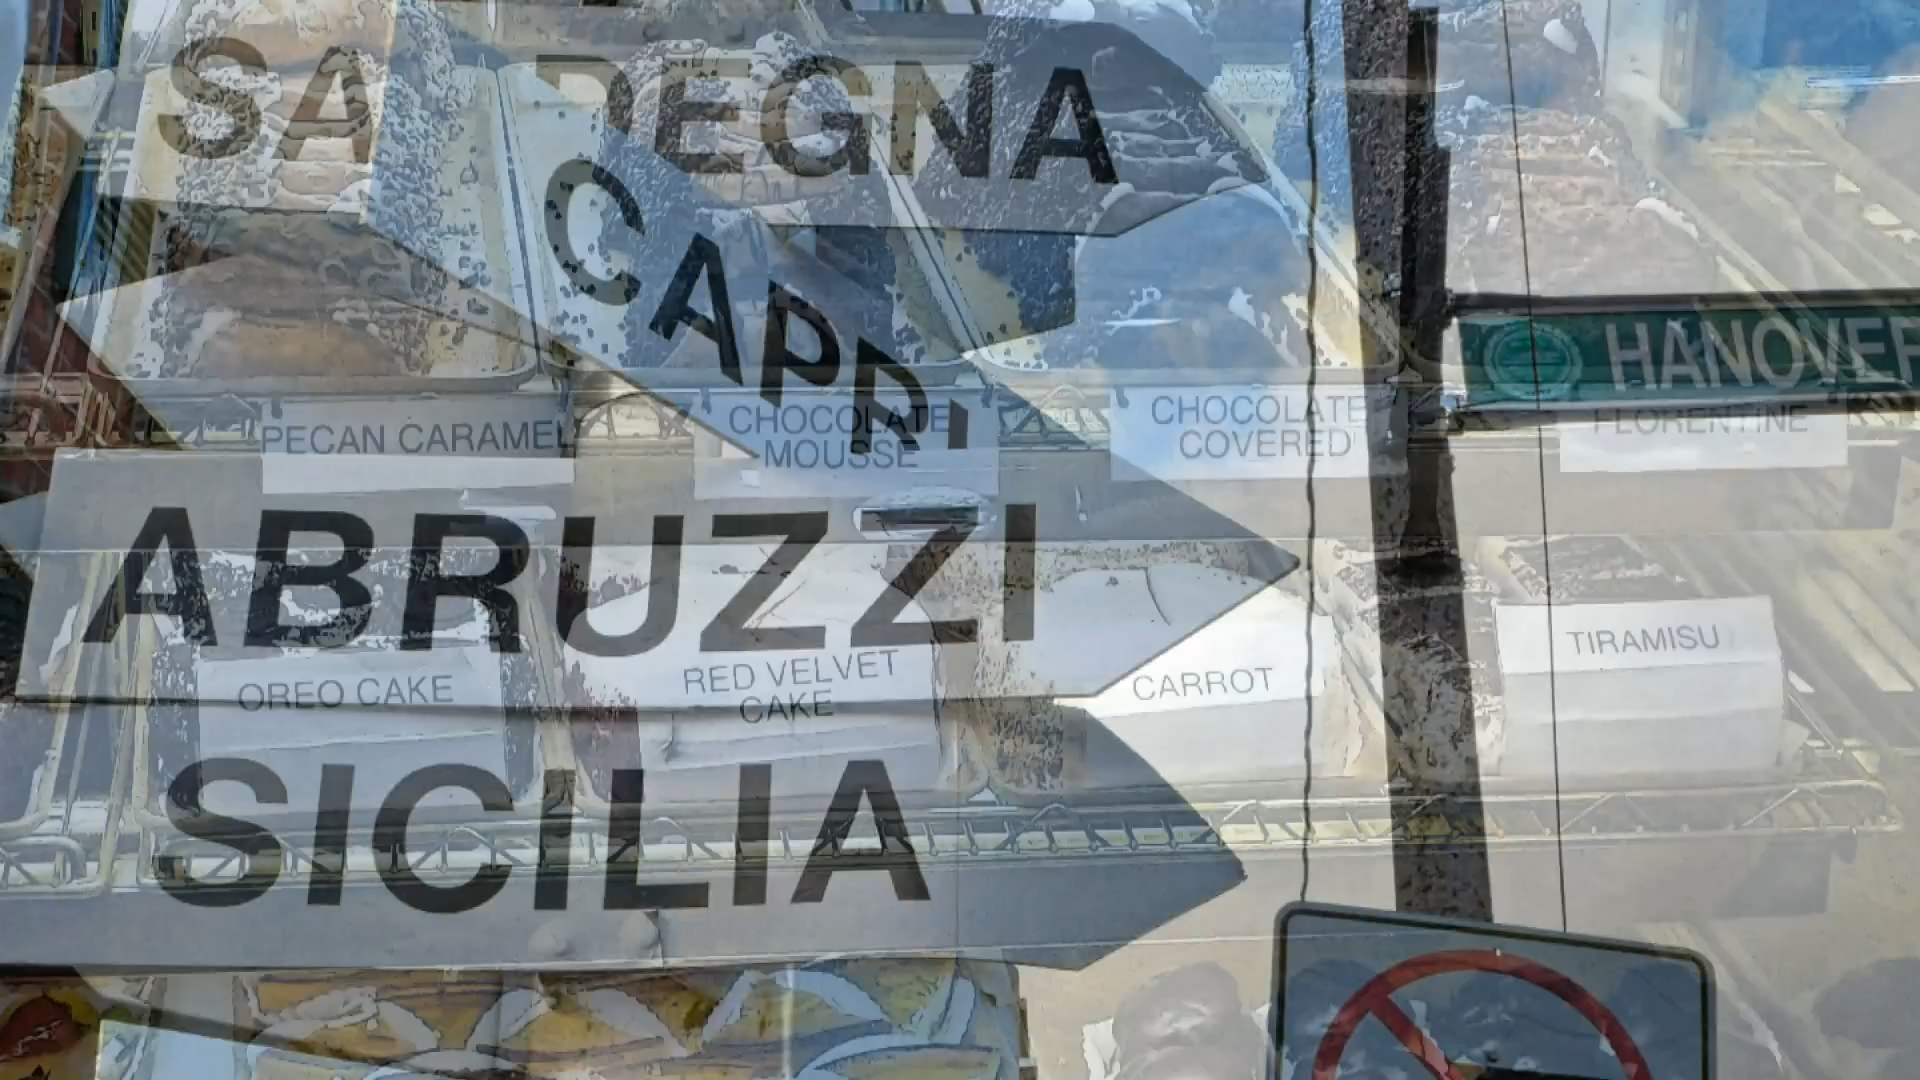 SARDEGNA
CAPRI
HANOVER
PECAN CARAMEL
CHOCOLATE
MOUSSE
CHOCOLATE
COVERED
FLORENTINE
ABRUZZI
OREO CAKE
RED VELVET
CAKE
CARROT
TIRAMISU
SICILIA